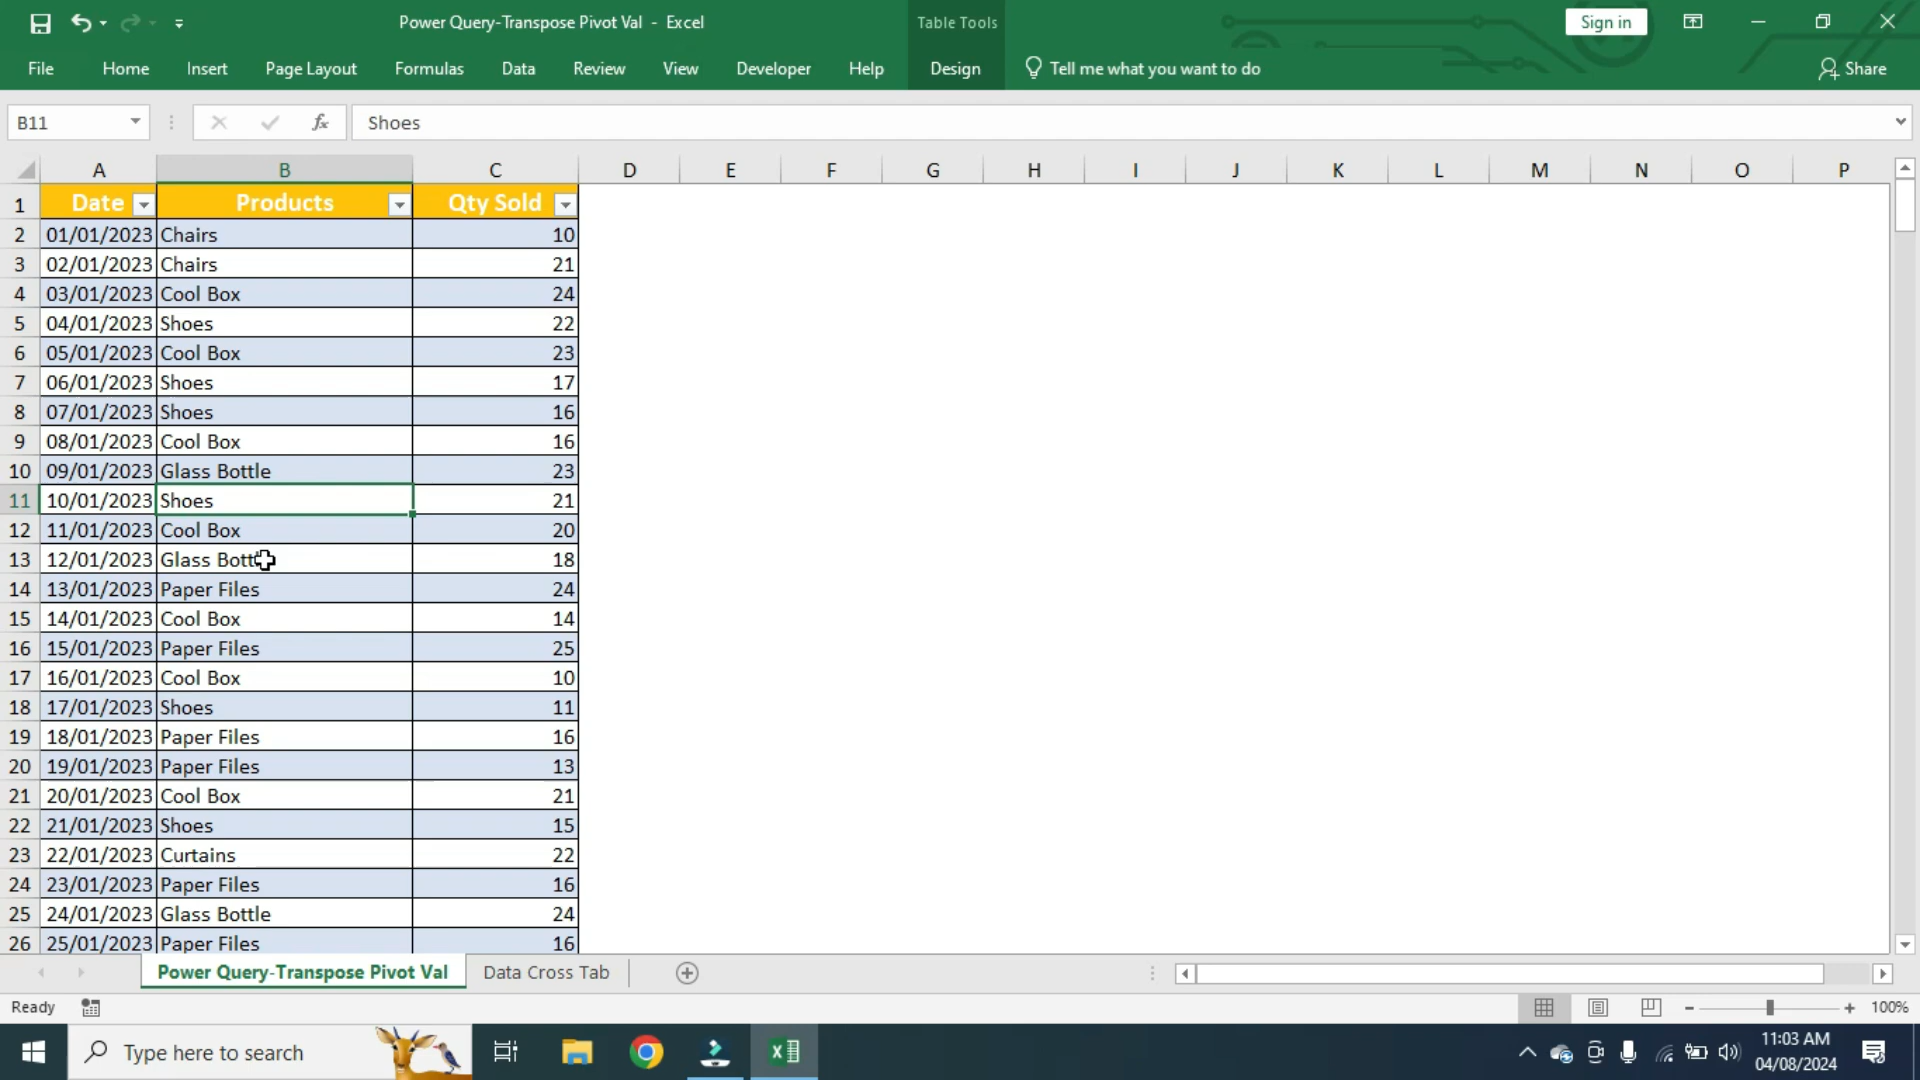 Power Query-Transpose Pivot Val - Excel
Table Tools
Sign in
File Home Insert Page Layout Formulas Data Review View Developer Help Design Tell me what you want to do Share
B11 fx Shoes
A B C D E F G H I J K L M N O P
1 Date Products Qty Sold
2 01/01/2023 Chairs 10
3 02/01/2023 Chairs 21
4 03/01/2023 Cool Box 24
5 04/01/2023 Shoes 22
6 05/01/2023 Cool Box 23
7 06/01/2023 Shoes 17
8 07/01/2023 Shoes 16
9 08/01/2023 Cool Box 16
10 09/01/2023 Glass Bottle 23
11 10/01/2023 Shoes 21
12 11/01/2023 Cool Box 20
13 12/01/2023 Glass Bottle 18
14 13/01/2023 Paper Files 24
15 14/01/2023 Cool Box 14
16 15/01/2023 Paper Files 25
17 16/01/2023 Cool Box 10
18 17/01/2023 Shoes 11
19 18/01/2023 Paper Files 16
20 19/01/2023 Paper Files 13
21 20/01/2023 Cool Box 21
22 21/01/2023 Shoes 15
23 22/01/2023 Curtains 22
24 23/01/2023 Paper Files 16
25 24/01/2023 Glass Bottle 24
26 25/01/2023 Paper Files 16
Power Query-Transpose Pivot Val Data Cross Tab
Ready 100%
Type here to search
11:03 AM
04/08/2024